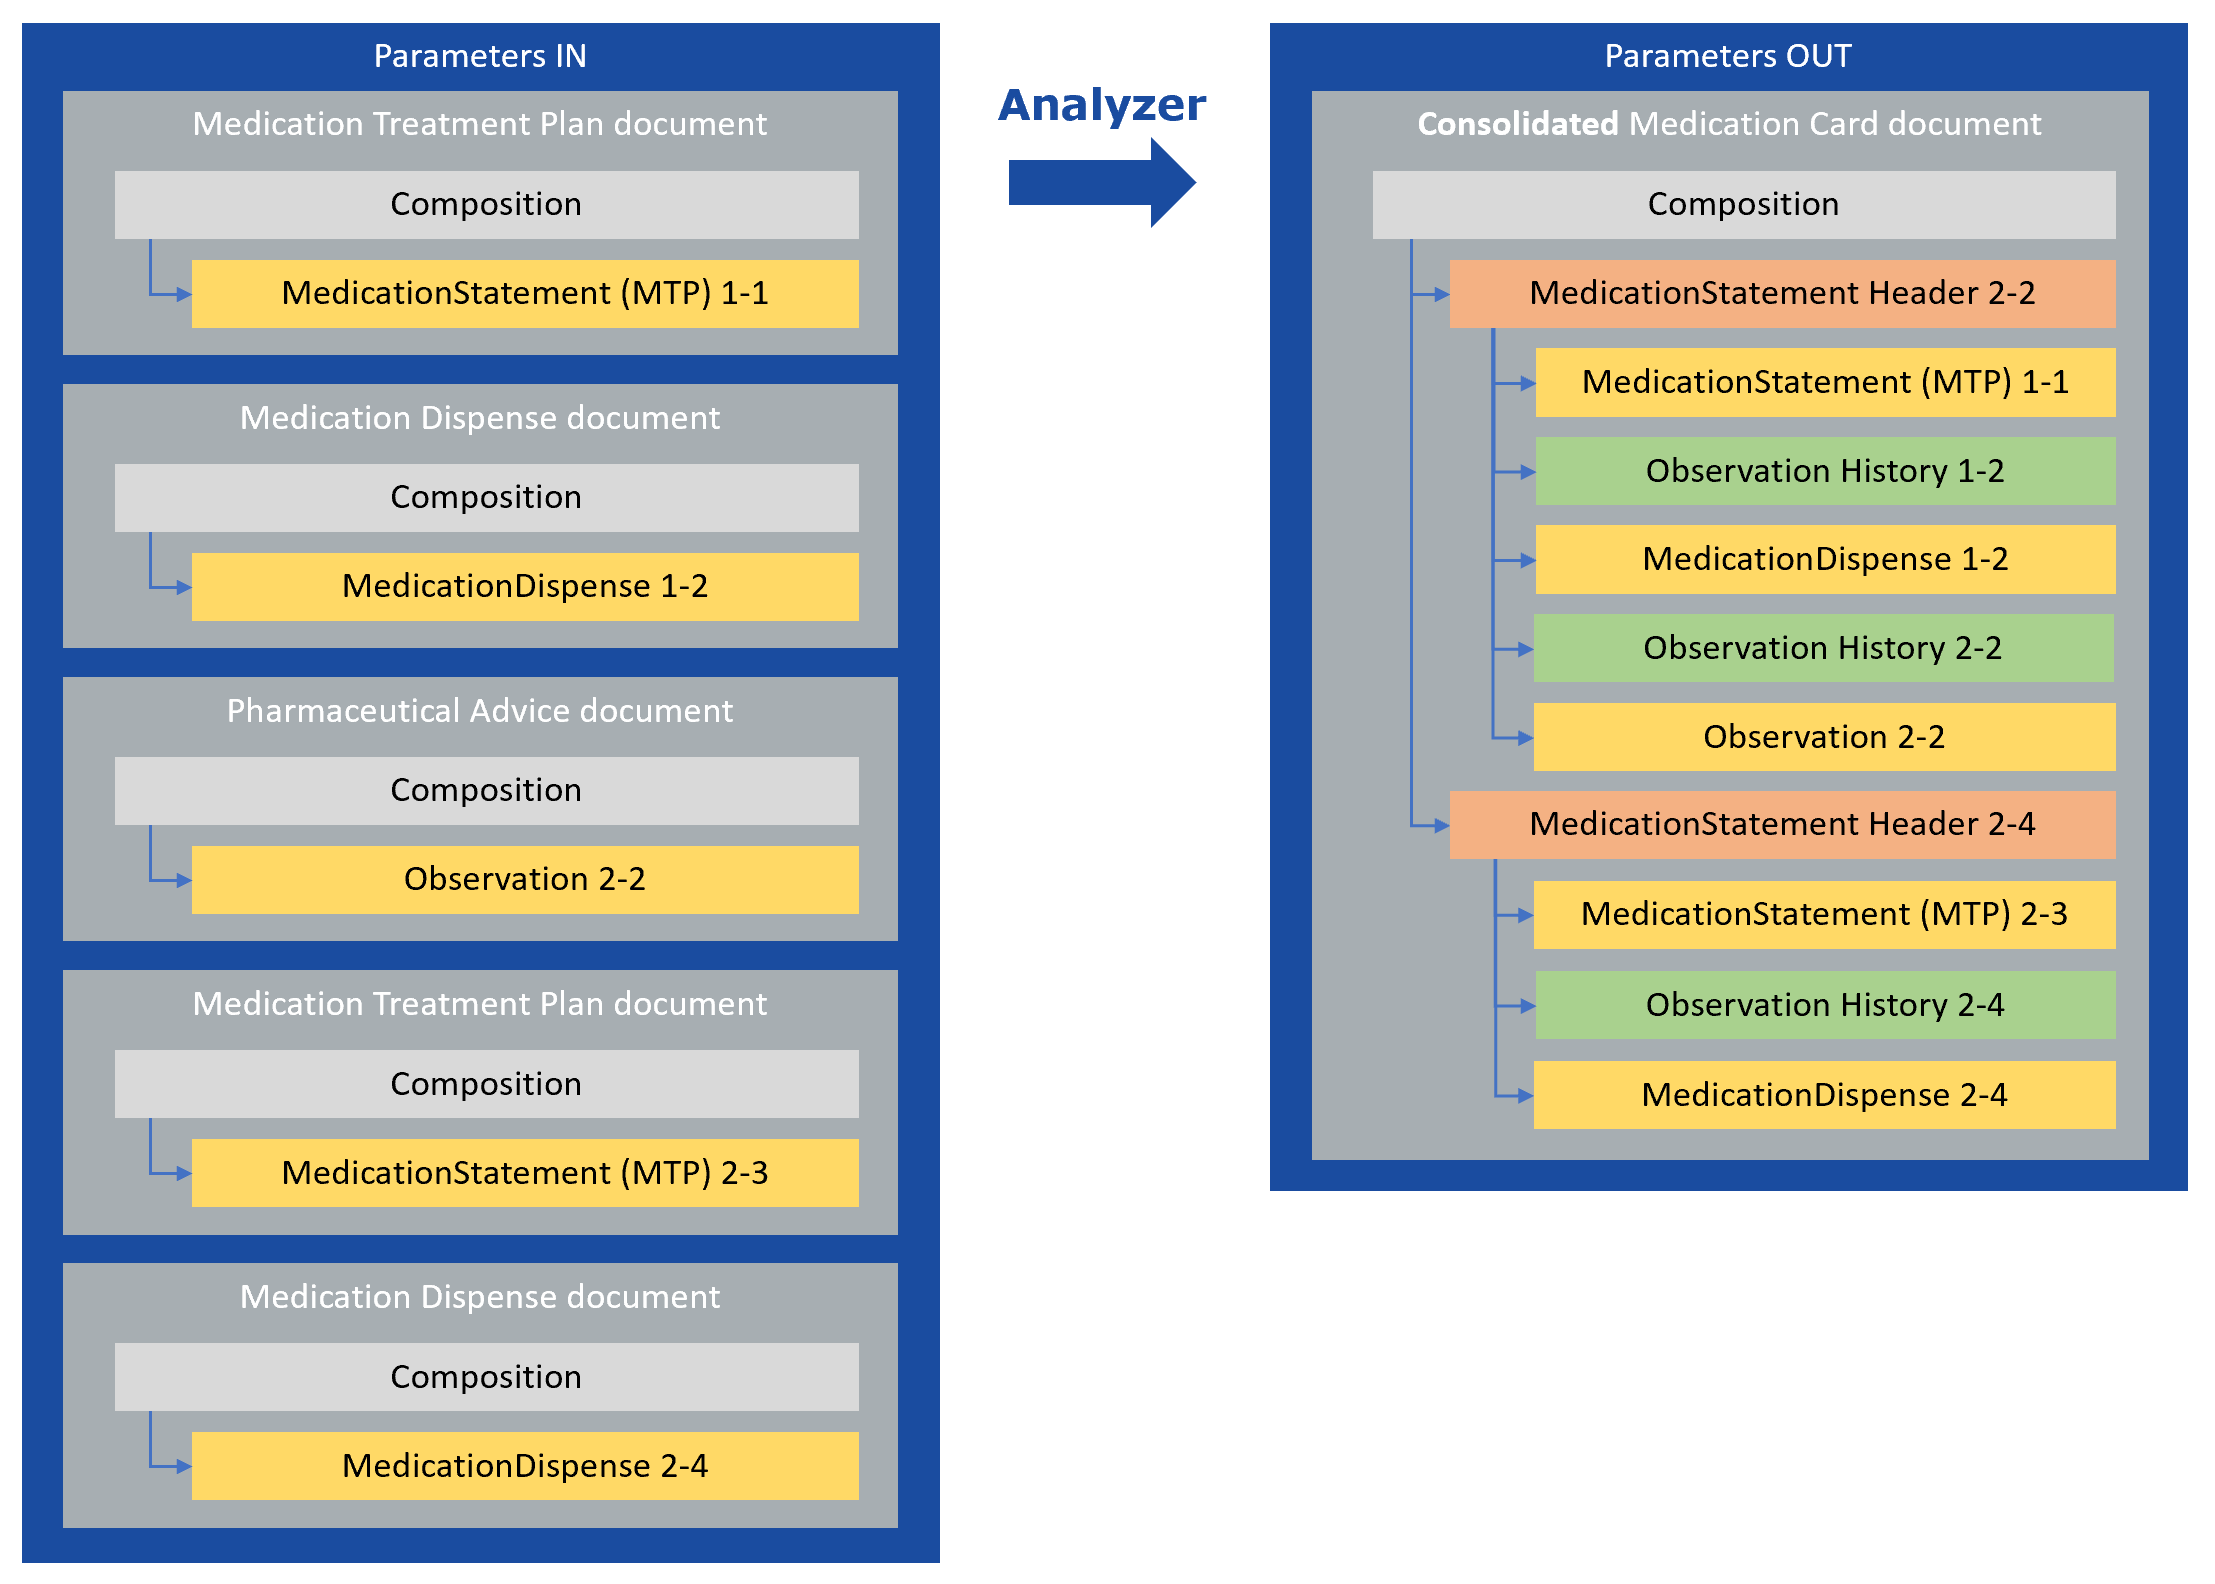 Parameters IN
Medication Treatment Plan document
Composition
MedicationStatement (MTP) 1-1
Medication Dispense document
Composition
MedicationDispense 1-2
Pharmaceutical Advice document
Composition
Observation 2-2
Medication Treatment Plan document
Composition
MedicationStatement (MTP) 2-3
Medication Dispense document
Composition
MedicationDispense 2-4
Analyzer
Parameters OUT
Consolidated Medication Card document
Composition
MedicationStatement Header 2-2
MedicationStatement (MTP) 1-1
Observation History 1-2
MedicationDispense 1-2
Observation History 2-2
Observation 2-2
MedicationStatement Header 2-4
MedicationStatement (MTP) 2-3
Observation History 2-4
MedicationDispense 2-4